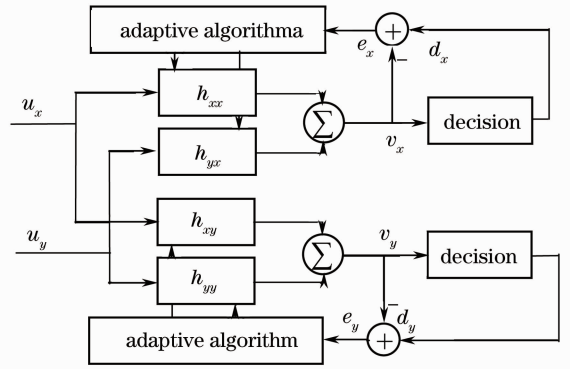 adaptive algorithma
e_x
+
−
d_x
u_x
h_xx
Σ
v_x
decision
h_yx
h_xy
u_y
Σ
v_y
decision
h_yy
−
e_y
+
d_y
adaptive algorithm